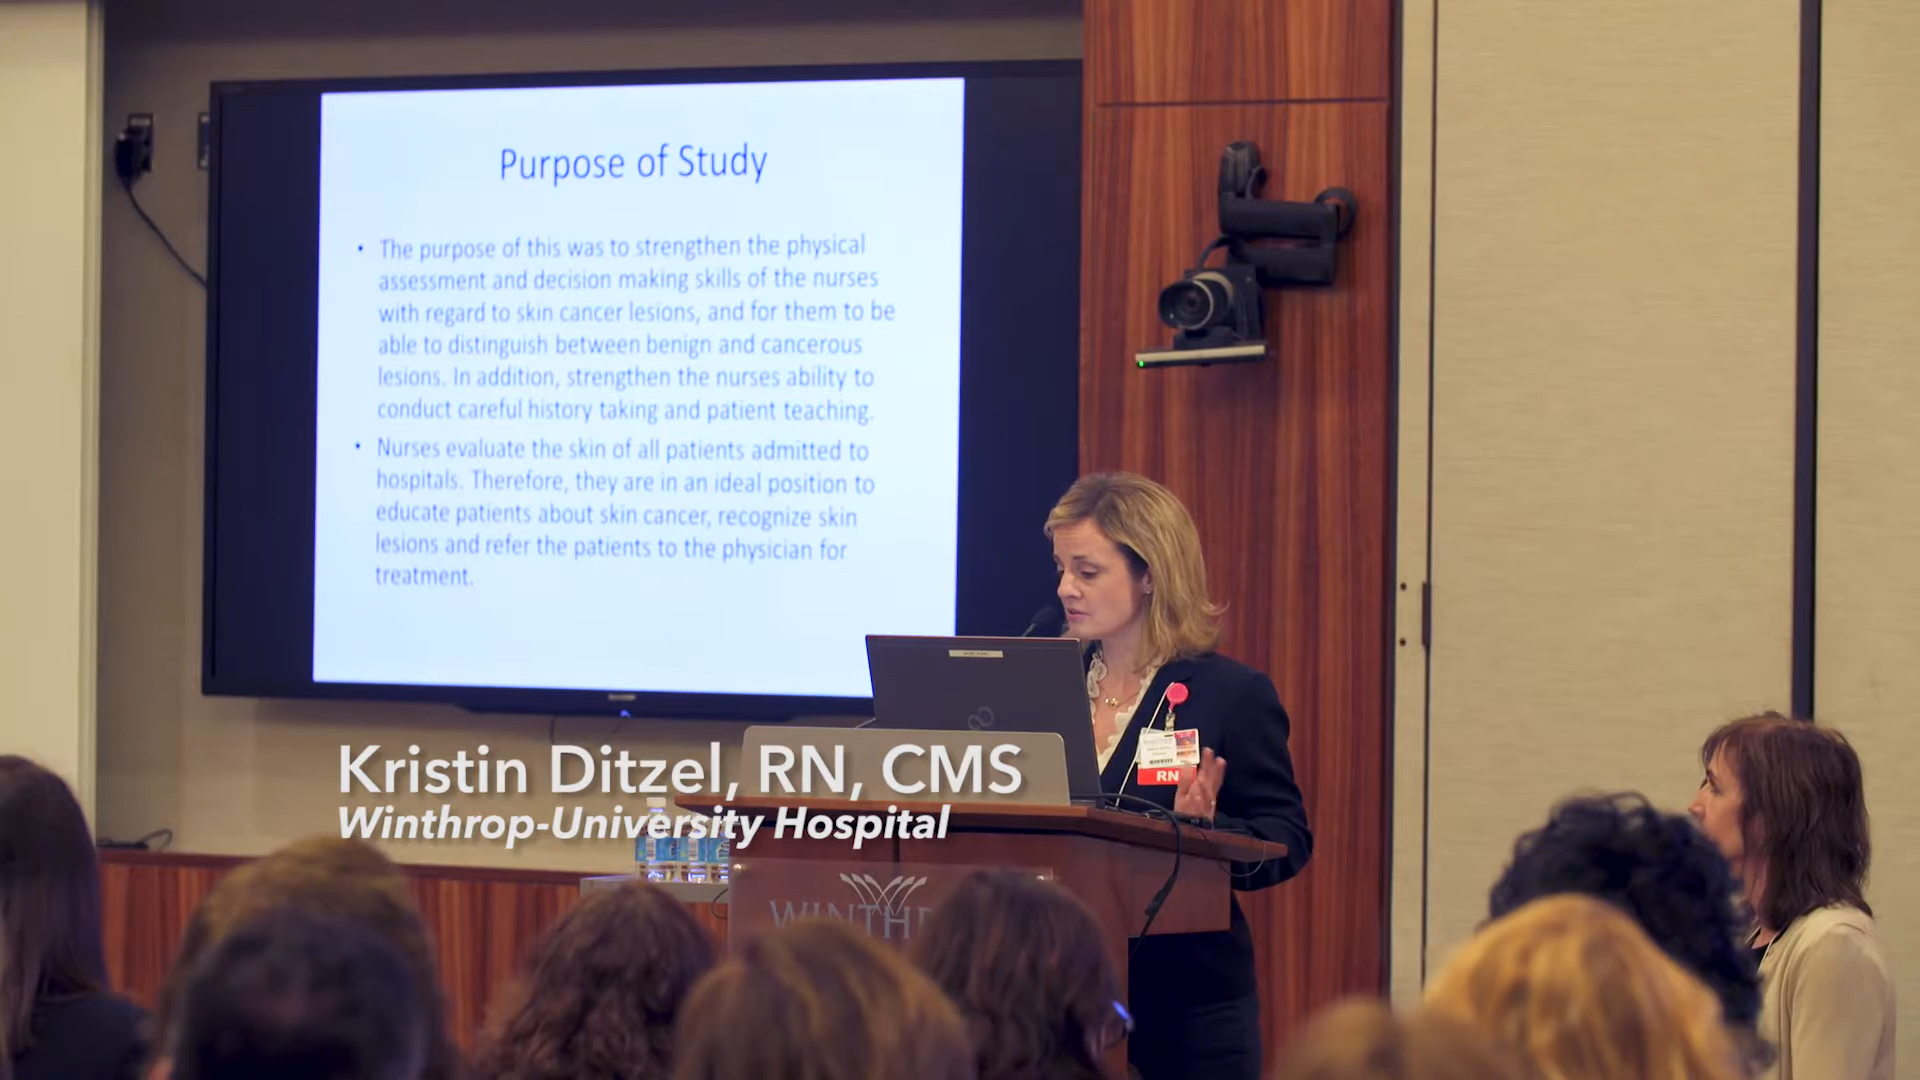 Purpose of Study
• The purpose of this was to strengthen the physical
assessment and decision making skills of the nurses
with regard to skin cancer lesions, and for them to be
able to distinguish between benign and cancerous
lesions. In addition, strengthen the nurses ability to
conduct careful history taking and patient teaching.
• Nurses evaluate the skin of all patients admitted to
hospitals. Therefore, they are in an ideal position to
educate patients about skin cancer, recognize skin
lesions and refer the patients to the physician for
treatment.
RN
Kristin Ditzel, RN, CMS
Winthrop-University Hospital
WINTHR